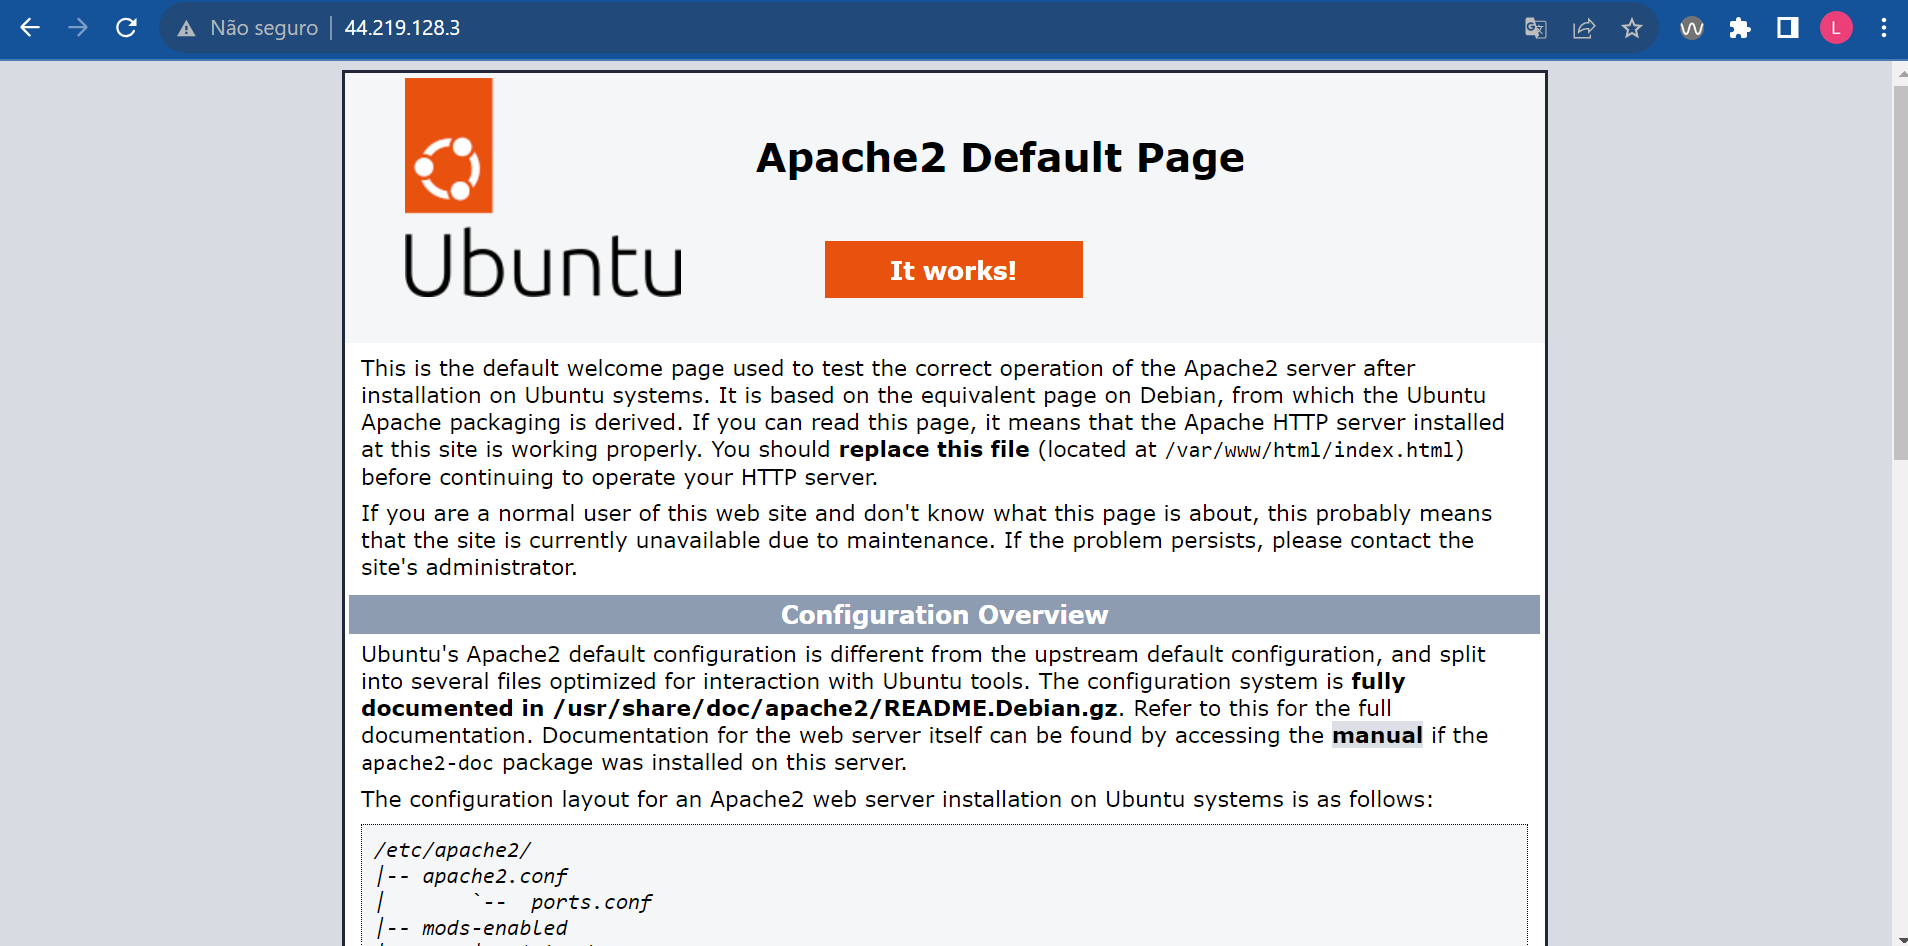 Não seguro | 44.219.128.3
L
Ubuntu
Apache2 Default Page
It works!
This is the default welcome page used to test the correct operation of the Apache2 server after
installation on Ubuntu systems. It is based on the equivalent page on Debian, from which the Ubuntu
Apache packaging is derived. If you can read this page, it means that the Apache HTTP server installed
at this site is working properly. You should replace this file (located at /var/www/html/index.html)
before continuing to operate your HTTP server.
If you are a normal user of this web site and don't know what this page is about, this probably means
that the site is currently unavailable due to maintenance. If the problem persists, please contact the
site's administrator.
Configuration Overview
Ubuntu's Apache2 default configuration is different from the upstream default configuration, and split
into several files optimized for interaction with Ubuntu tools. The configuration system is fully
documented in /usr/share/doc/apache2/README.Debian.gz. Refer to this for the full
documentation. Documentation for the web server itself can be found by accessing the manual if the
apache2-doc package was installed on this server.
The configuration layout for an Apache2 web server installation on Ubuntu systems is as follows:
/etc/apache2/
|-- apache2.conf
|       `--  ports.conf
|-- mods-enabled